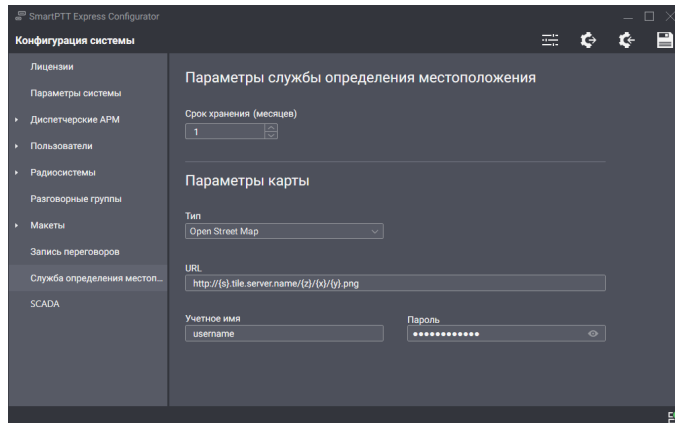 SmartPTT Express Configurator
Конфигурация системы
Лицензии
Параметры системы
Диспетчерские АРМ
Пользователи
Радиосистемы
Разговорные группы
Макеты
Запись переговоров
Служба определения местоп...
SCADA
Параметры службы определения местоположения
Срок хранения (месяцев)
1
Параметры карты
Тип
Open Street Map
URL
http://{s}.tile.server.name/{z}/{x}/{y}.png
Учетное имя Пароль
username ●●●●●●●●●●●●